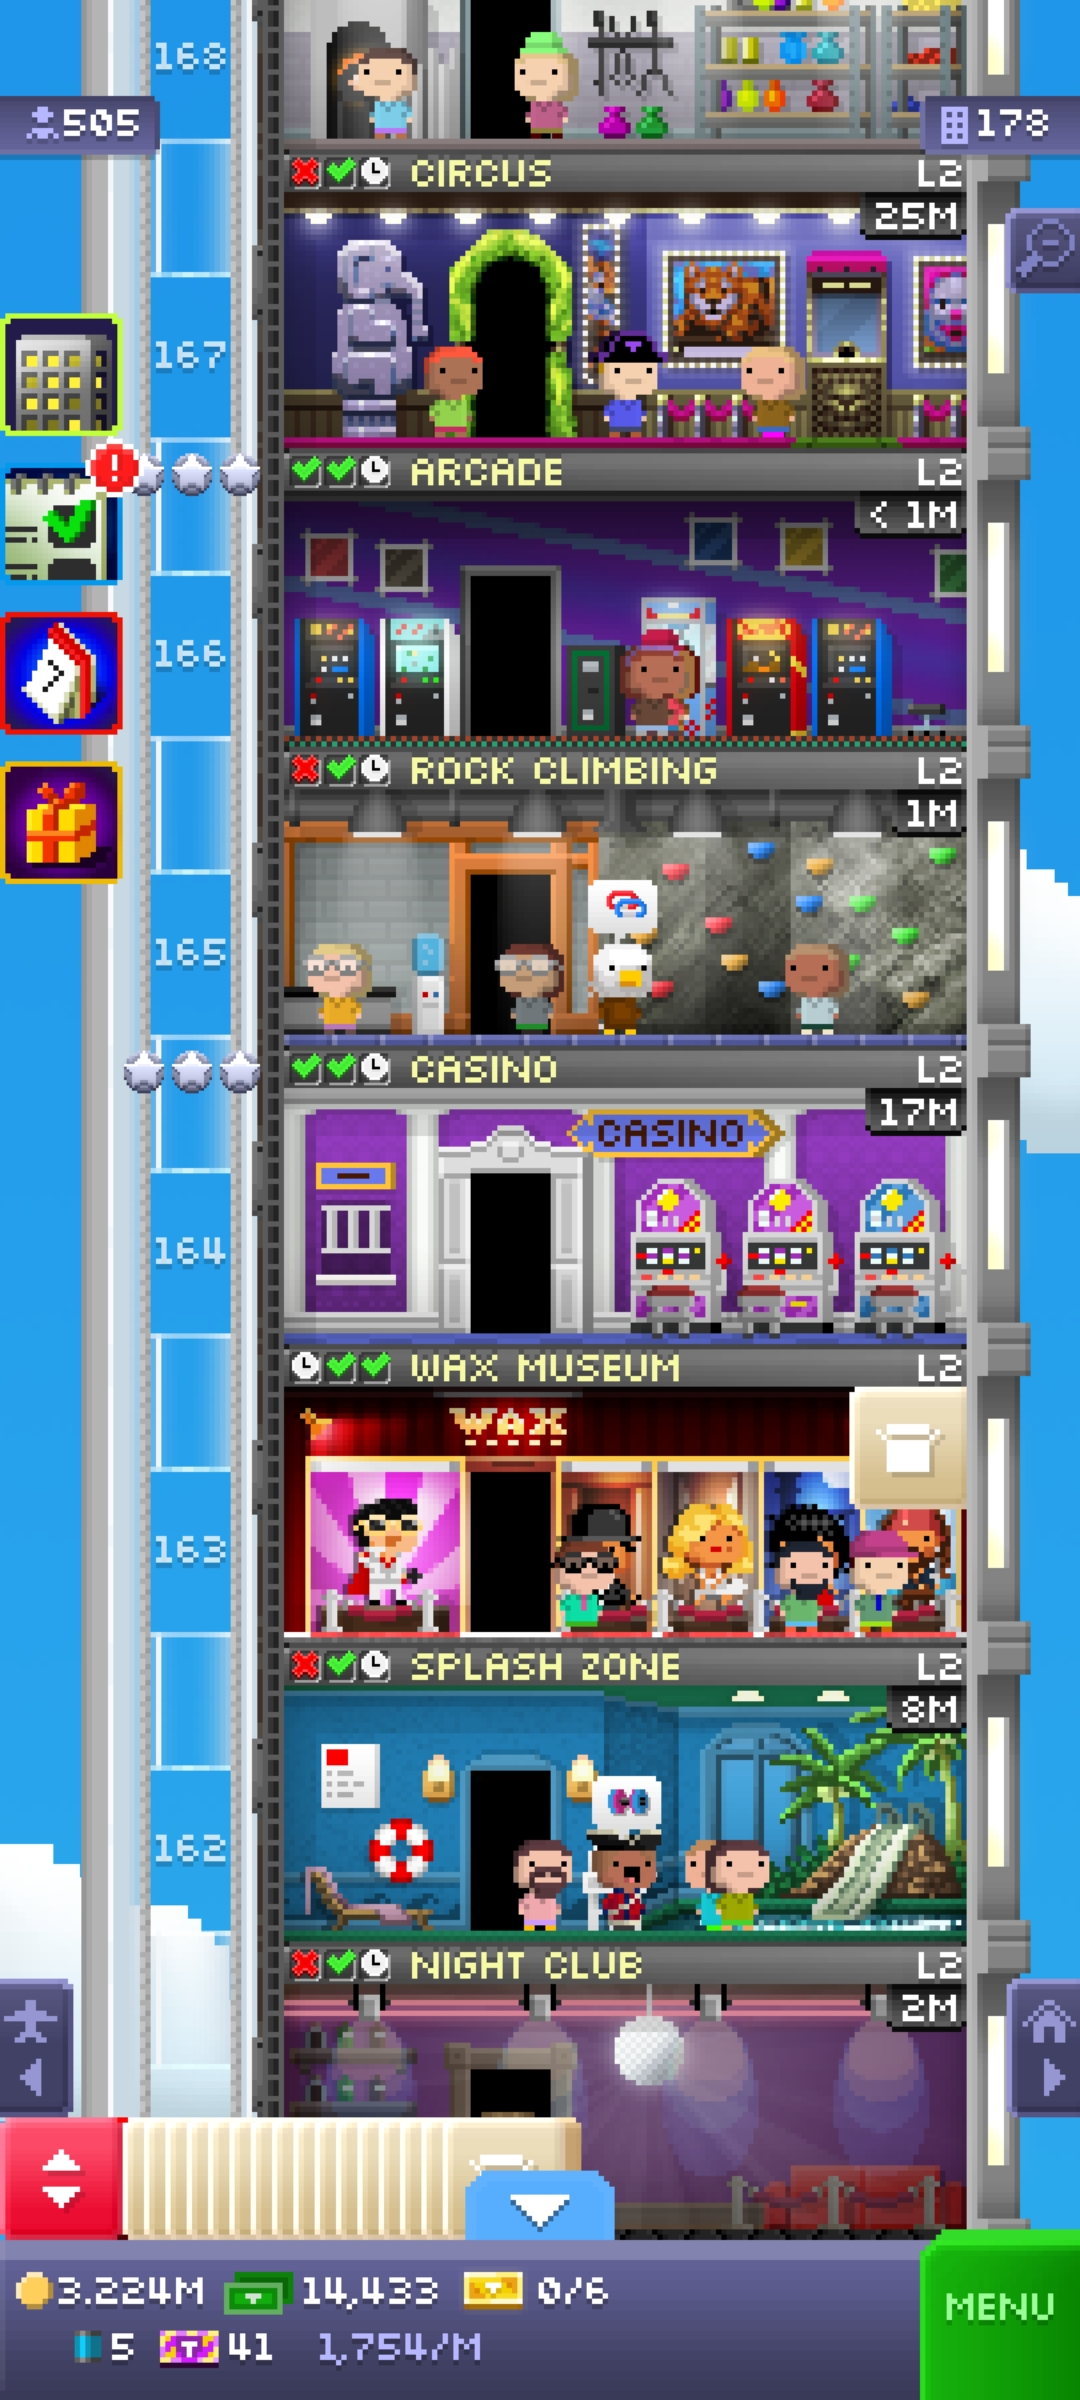 168
505
178
CIRCUS L2
25M
167
ARCADE L2
< 1M
166
ROCK CLIMBING L2
1M
165
CASINO L2
17M
CASINO
164
WAX MUSEUM L2
WAX
163
SPLASH ZONE L2
8M
162
NIGHT CLUB L2
2M
3.224M 14,433 0/6
MENU
5 41 1,754/M